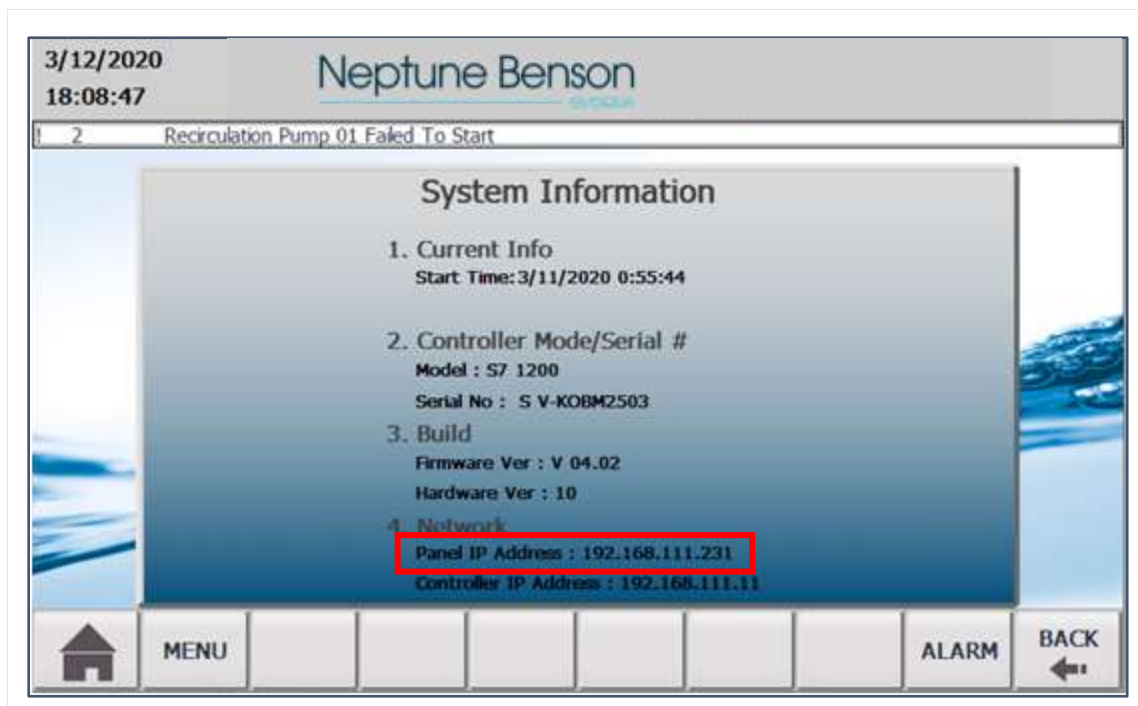 3/12/2020
18:08:47
Neptune Benson
evoqua
! 2 Recirculation Pump 01 Failed To Start
System Information
1. Current Info
Start Time:3/11/2020 0:55:44
2. Controller Mode/Serial #
Model : S7 1200
Serial No : S V-KOBM2503
3. Build
Firmware Ver : V 04.02
Hardware Ver : 10
4. Network
Panel IP Address : 192.168.111.231
Controller IP Address : 192.168.111.11
MENU
ALARM
BACK